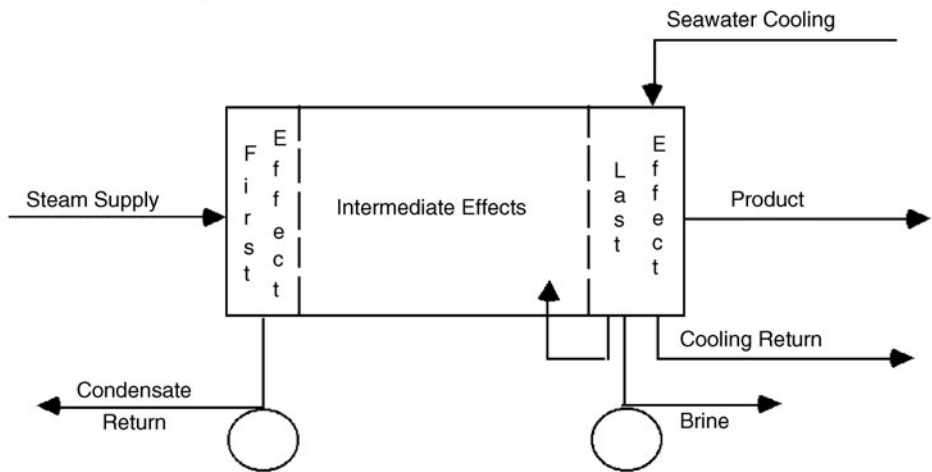 Seawater Cooling
First
Effect
Steam Supply
Intermediate Effects
Last
Effect
Product
Cooling Return
Condensate
Return
Brine